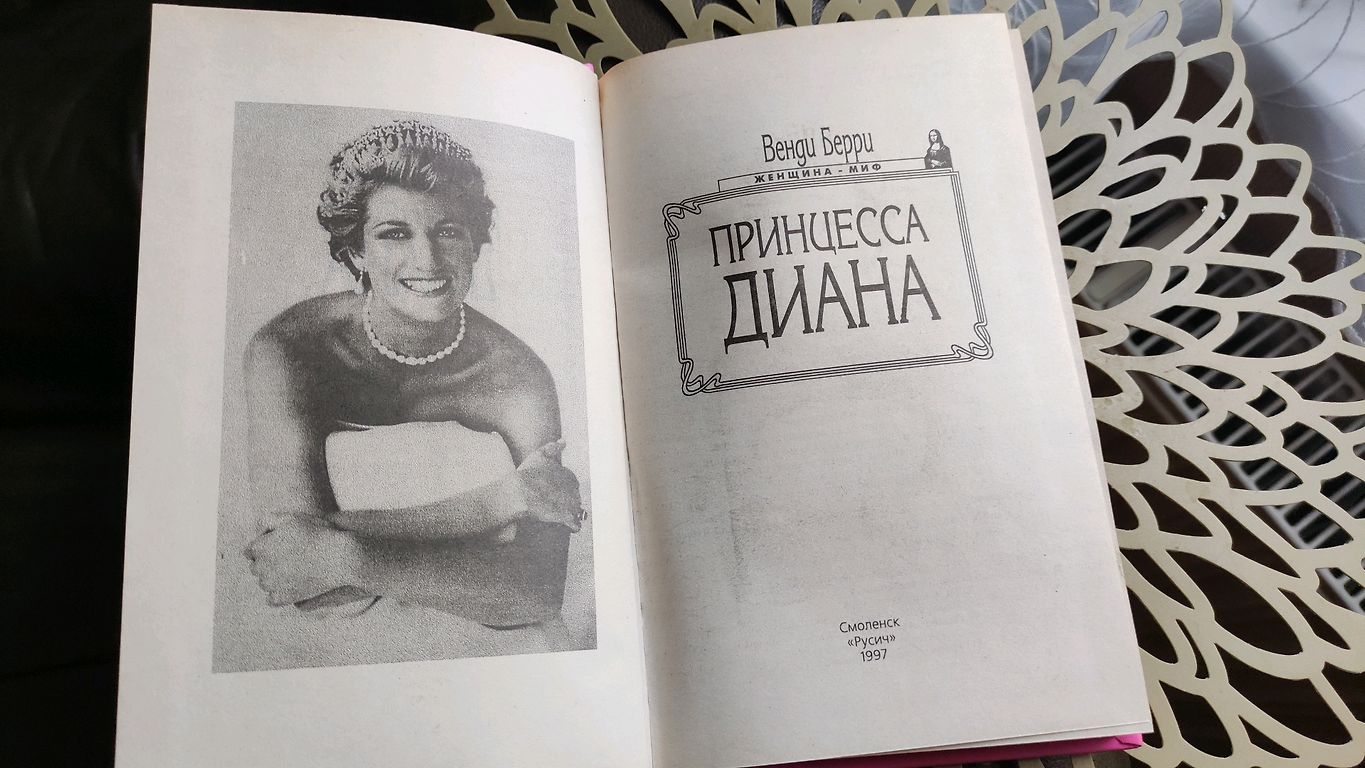 Венди Берри
ЖЕНЩИНА - МИФ
ПРИНЦЕССА
ДИАНА
Смоленск
«Русич»
1997